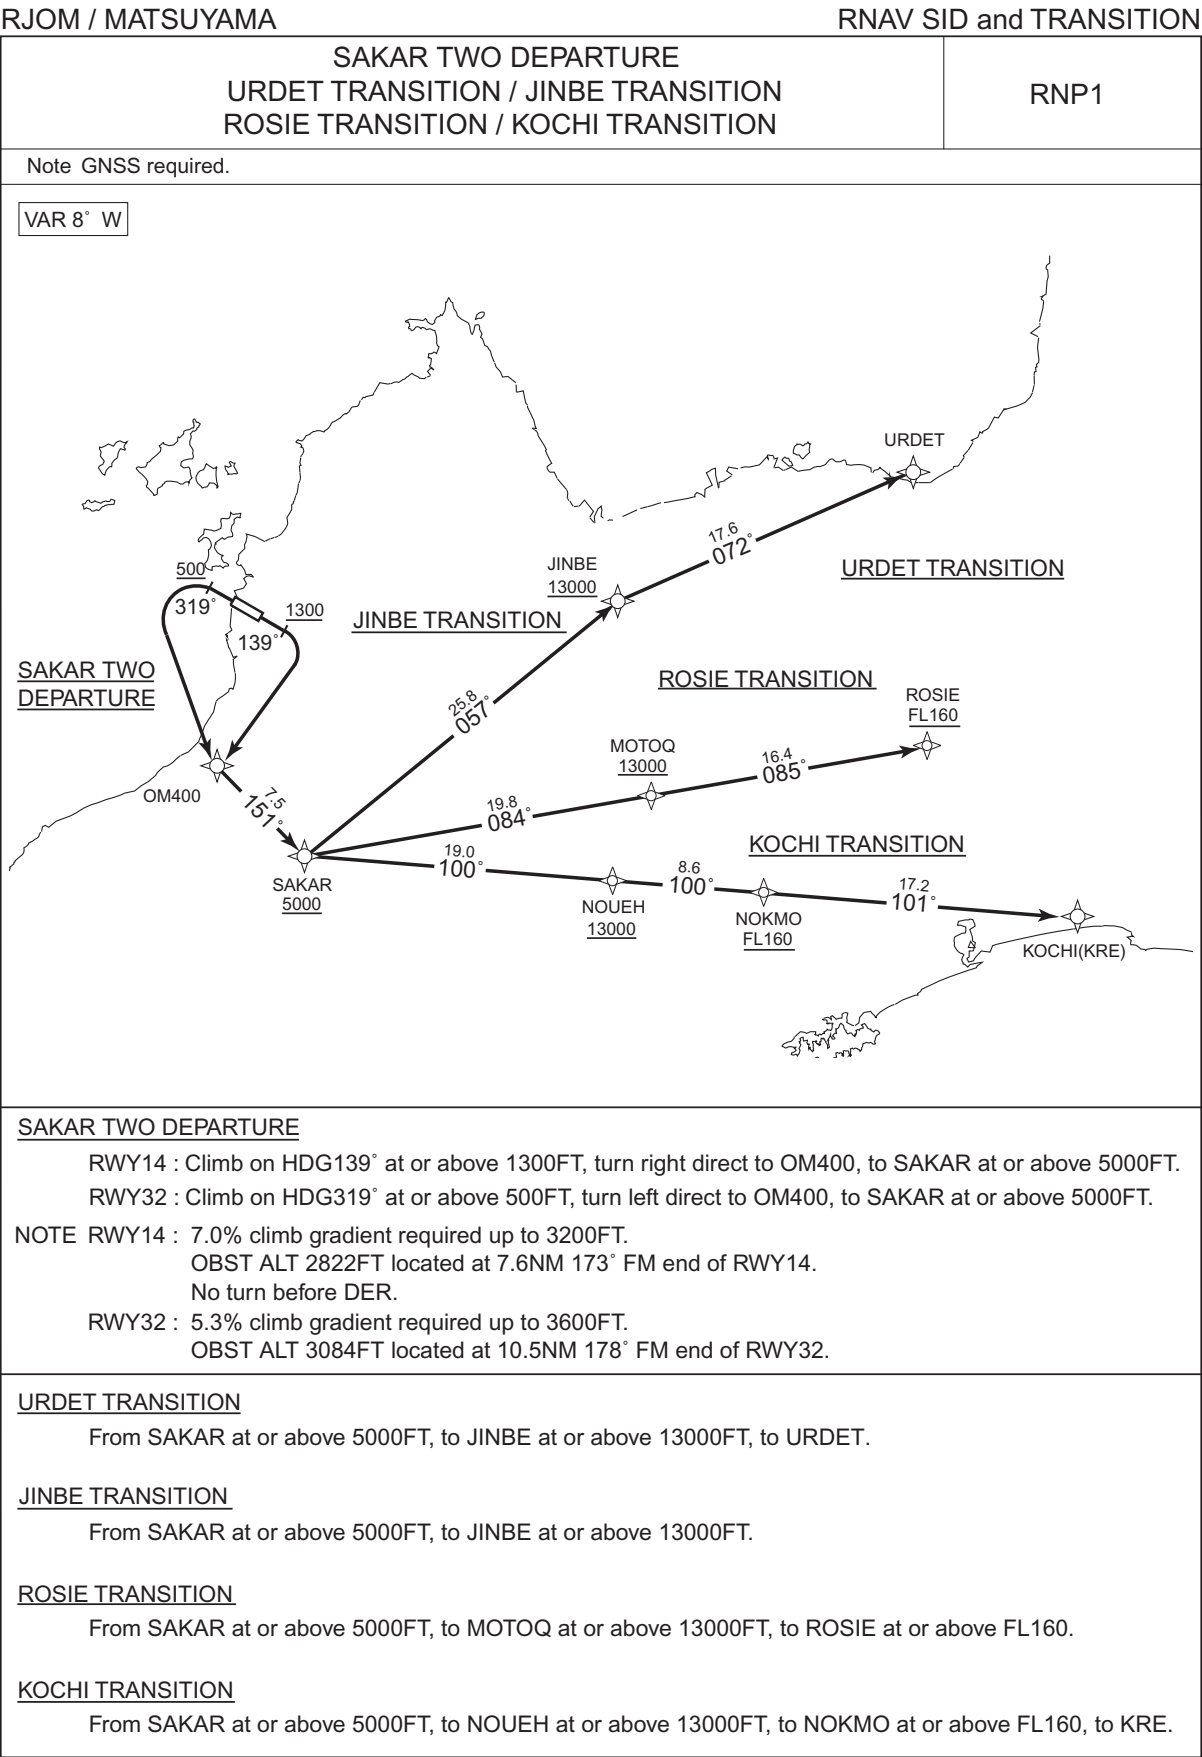 RJOM / MATSUYAMA
RNAV SID and TRANSITION
SAKAR TWO DEPARTURE
URDET TRANSITION / JINBE TRANSITION
ROSIE TRANSITION / KOCHI TRANSITION
RNP1
Note GNSS required.
VAR 8° W
URDET
17.6
072°
JINBE
13000
URDET TRANSITION
500
319°
1300
139°
JINBE TRANSITION
SAKAR TWO
DEPARTURE
25.8
057°
ROSIE TRANSITION
ROSIE
FL160
MOTOQ
13000
16.4
085°
OM400
7.5
151°
19.8
084°
KOCHI TRANSITION
19.0
100°
8.6
100°
17.2
101°
SAKAR
5000
NOUEH
13000
NOKMO
FL160
KOCHI(KRE)
SAKAR TWO DEPARTURE
RWY14 : Climb on HDG139° at or above 1300FT, turn right direct to OM400, to SAKAR at or above 5000FT.
RWY32 : Climb on HDG319° at or above 500FT, turn left direct to OM400, to SAKAR at or above 5000FT.
NOTE RWY14 : 7.0% climb gradient required up to 3200FT.
OBST ALT 2822FT located at 7.6NM 173° FM end of RWY14.
No turn before DER.
RWY32 : 5.3% climb gradient required up to 3600FT.
OBST ALT 3084FT located at 10.5NM 178° FM end of RWY32.
URDET TRANSITION
From SAKAR at or above 5000FT, to JINBE at or above 13000FT, to URDET.
JINBE TRANSITION
From SAKAR at or above 5000FT, to JINBE at or above 13000FT.
ROSIE TRANSITION
From SAKAR at or above 5000FT, to MOTOQ at or above 13000FT, to ROSIE at or above FL160.
KOCHI TRANSITION
From SAKAR at or above 5000FT, to NOUEH at or above 13000FT, to NOKMO at or above FL160, to KRE.